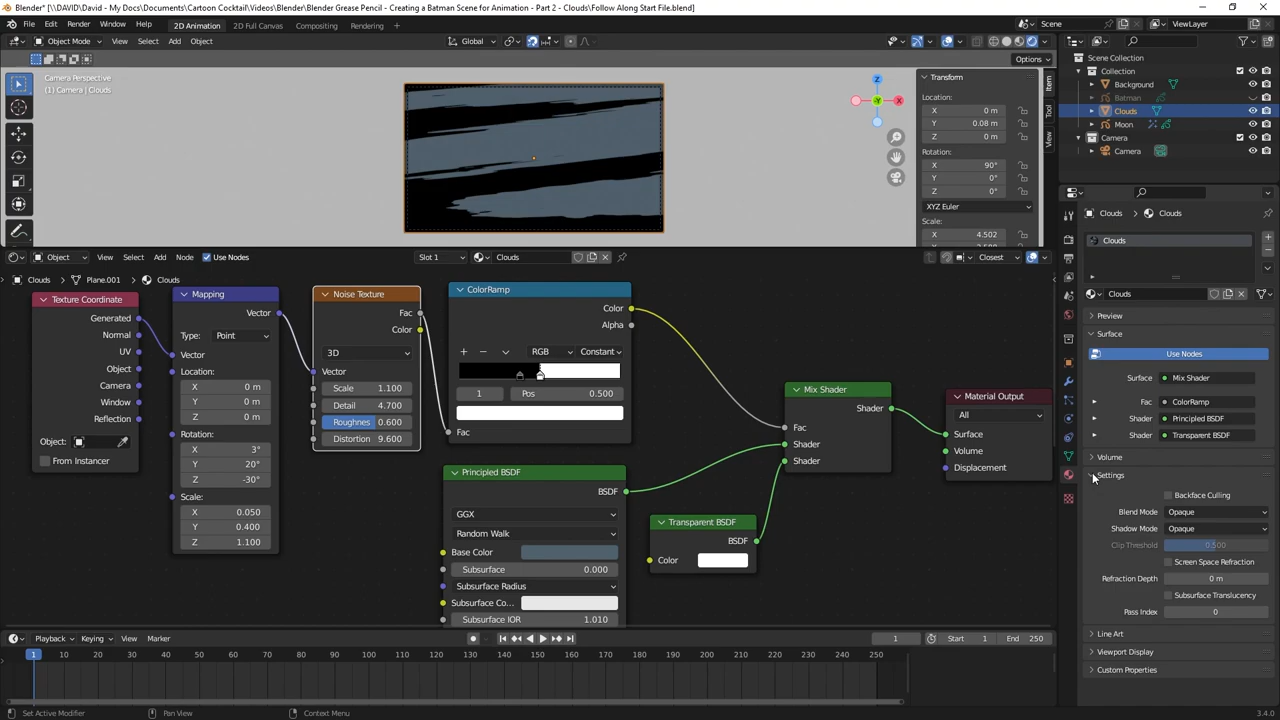 Blender* [\\DAVID\David - My Docs\Documents\Cartoon Cocktail\Videos\Blender\Blender Grease Pencil - Creating a Batman Scene for Animation - Part 2 - Clouds\Follow Along Start File.blend]
File Edit Render Window Help 2D Animation 2D Full Canvas Compositing Rendering + Scene ViewLayer
Object Mode View Select Add Object Global
Options
Camera Perspective
(1) Camera | Clouds
Transform
Location:
X 0 m
Y 0.08 m
Z 0 m
Rotation:
X 90°
Y 0°
Z 0°
XYZ Euler
Scale:
X 4.502
Item
Tool
View
Z
X
-Y
Scene Collection
Collection
Background
Batman
Clouds
Moon
Camera
Camera
Object View Select Add Node Use Nodes Slot 1 Clouds Closest
Clouds > Plane.001 > Clouds
Texture Coordinate
Generated
Normal
UV
Object
Camera
Window
Reflection
Object:
From Instancer
Mapping
Vector
Type: Point
Vector
Location:
X 0 m
Y 0 m
Z 0 m
Rotation:
X 3°
Y 20°
Z -30°
Scale:
X 0.050
Y 0.400
Z 1.100
Noise Texture
Fac
Color
3D
Vector
Scale 1.100
Detail 4.700
Roughnes 0.600
Distortion 9.600
ColorRamp
Color
Alpha
+ − RGB Constant
1 Pos 0.500
Fac
Principled BSDF
BSDF
GGX
Random Walk
Base Color
Subsurface 0.000
Subsurface Radius
Subsurface Co...
Subsurface IOR 1.010
Transparent BSDF
BSDF
Color
Mix Shader
Shader
Fac
Shader
Shader
Material Output
All
Surface
Volume
Displacement
Clouds > Clouds
Clouds
Clouds
Preview
Surface
Use Nodes
Surface Mix Shader
Fac ColorRamp
Shader Principled BSDF
Shader Transparent BSDF
Volume
Settings
Backface Culling
Blend Mode Opaque
Shadow Mode Opaque
Clip Threshold 0.500
Screen Space Refraction
Refraction Depth 0 m
Subsurface Translucency
Pass Index 0
Line Art
Viewport Display
Custom Properties
Playback Keying View Marker 1 Start 1 End 250
1 10 20 30 40 50 60 70 80 90 100 110 120 130 140 150 160 170 180 190 200 210 220 230 240 250
Set Active Modifier Pan View Context Menu 3.4.0